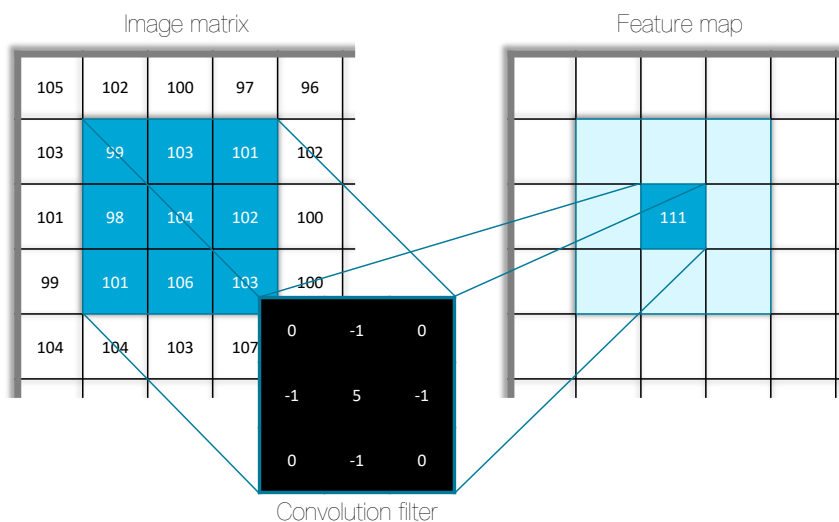 Image matrix Feature map
105 102 100 97 96
103 99 103 101 102
101 98 104 102 100 111
99 101 106 103 100
0 -1 0
104 104 103 107
-1 5 -1
0 -1 0
Convolution filter